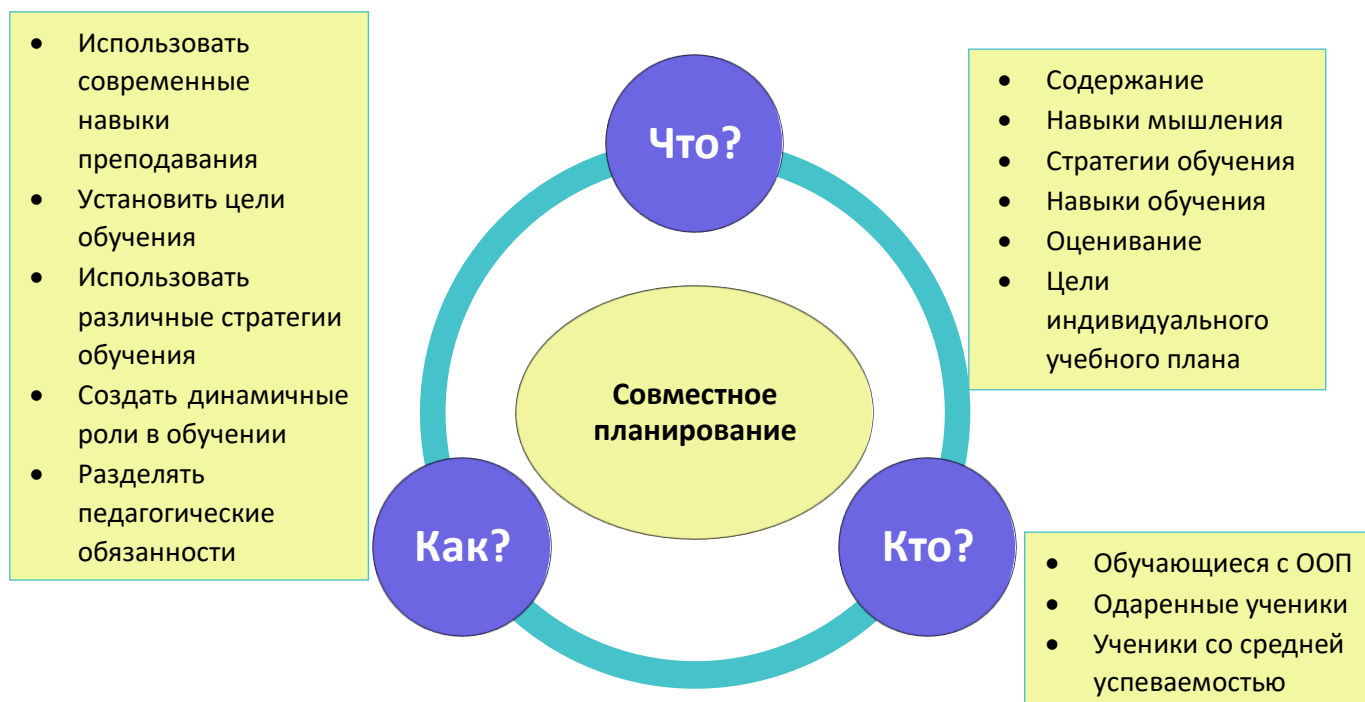 • Использовать
современные
навыки
преподавания
• Установить цели
обучения
• Использовать
различные стратегии
обучения
• Создать динамичные
роли в обучении
• Разделять
педагогические
обязанности
Что?
• Содержание
• Навыки мышления
• Стратегии обучения
• Навыки обучения
• Оценивание
• Цели
индивидуального
учебного плана
Совместное
планирование
Как?
Кто?
• Обучающиеся с ООП
• Одаренные ученики
• Ученики со средней
успеваемостью